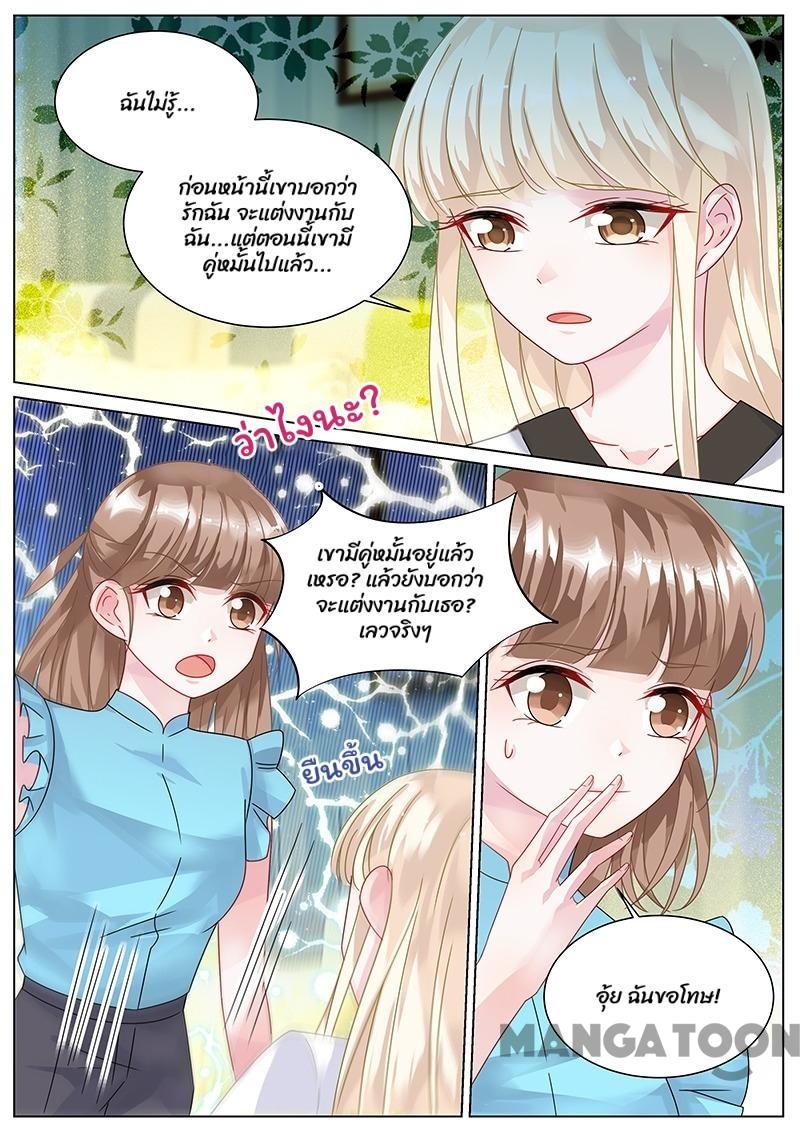 ฉันไม่รู้...
ก่อนหน้านี้เขาบอกว่า
รักฉัน จะแต่งงานกับ
ฉัน...แต่ตอนนี้เขามี
คู่หมั้นไปแล้ว...
ว่าไงนะ?
เขามีคู่หมั้นอยู่แล้ว
เหรอ? แล้วยังบอกว่า
จะแต่งงานกับเธอ?
เลวจริงๆ
ยืนขึ้น
อุ้ย ฉันขอโทษ!
MANGATOON